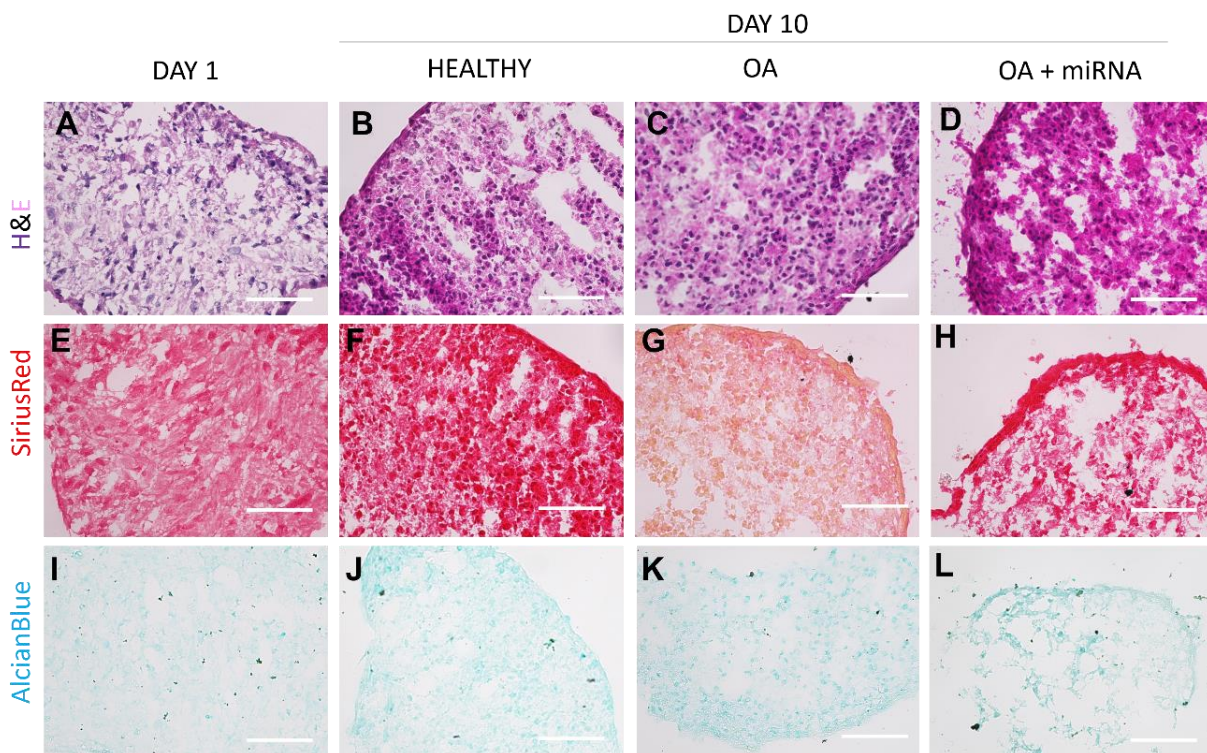 DAY 10
DAY 1 HEALTHY OA OA + miRNA
H&E
A B C D
SiriusRed
E F G H
AlcianBlue
I J K L